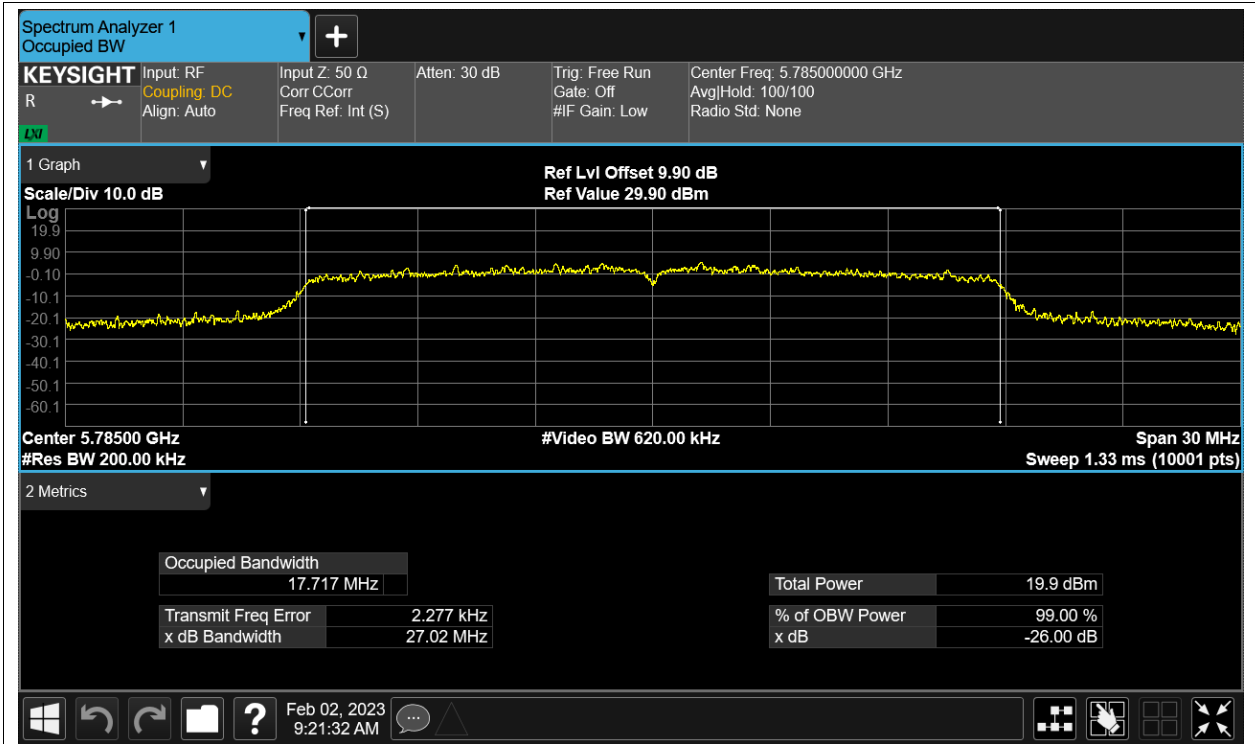 Spectrum Analyzer 1
Occupied BW
▼
+
KEYSIGHT
R
LXI
Input: RF
Coupling: DC
Align: Auto
Input Z: 50 Ω
Corr CCorr
Freq Ref: Int (S)
Atten: 30 dB
Trig: Free Run
Gate: Off
#IF Gain: Low
Center Freq: 5.785000000 GHz
Avg|Hold: 100/100
Radio Std: None
1 Graph ▼
Ref Lvl Offset 9.90 dB
Scale/Div 10.0 dB
Ref Value 29.90 dBm
Log
19.9
9.90
-0.10
-10.1
-20.1
-30.1
-40.1
-50.1
-60.1
Center 5.78500 GHz
#Video BW 620.00 kHz
Span 30 MHz
#Res BW 200.00 kHz
Sweep 1.33 ms (10001 pts)
2 Metrics ▼
Occupied Bandwidth
17.717 MHz
Total Power 19.9 dBm
Transmit Freq Error 2.277 kHz
% of OBW Power 99.00 %
x dB Bandwidth 27.02 MHz
x dB -26.00 dB
?
Feb 02, 2023
9:21:32 AM